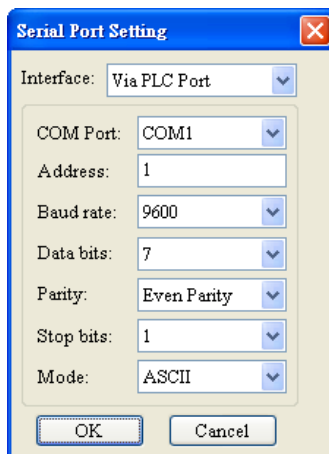 Serial Port Setting
Interface: Via PLC Port
COM Port: COM1
Address: 1
Baud rate: 9600
Data bits: 7
Parity: Even Parity
Stop bits: 1
Mode: ASCII
OK Cancel